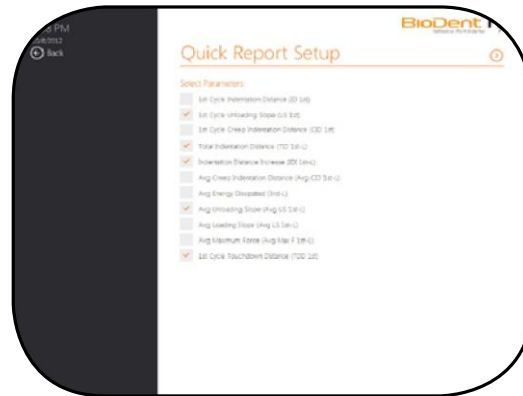 8 PM
Back
BioDent
Quick Report Setup
Select Parameters
1st Cycle Indentation Distance (ID 1st)
1st Cycle Unloading Slope (US 1st)
1st Cycle Creep Indentation Distance (CID 1st)
Total Indentation Distance (TID 1st-L)
Indentation Distance Increase (IDI 1st-L)
Avg Creep Indentation Distance (Avg CID 1st-L)
Avg Energy Dissipated (3rd-L)
Avg Unloading Slope (Avg US 1st-L)
Avg Loading Slope (Avg LS 1st-L)
Avg Maximum Force (Avg Max F 1st-L)
1st Cycle Touchdown Distance (TDD 1st)